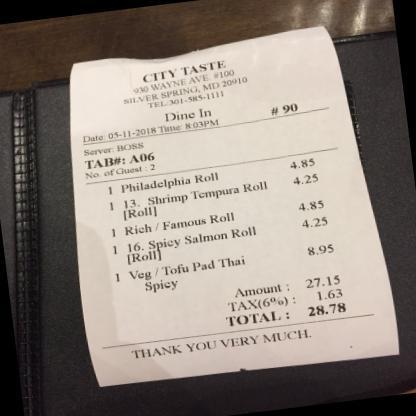 CITY TASTE
930 WAYNE AVE. #100
SILVER SPRING, MD 20910
TEL:301-585-1111
Dine In # 90
Date: 05-11-2018 Time: 8:03PM
Server: BOSS
TAB#: A06
No. of Guest : 2
1 Philadelphia Roll 4.85
1 13. Shrimp Tempura Roll 4.25
[Roll]
1 Rich / Famous Roll 4.85
1 16. Spicy Salmon Roll 4.25
[Roll]
1 Veg / Tofu Pad Thai 8.95
Spicy
Amount : 27.15
TAX(6%) : 1.63
TOTAL : 28.78
THANK YOU VERY MUCH.